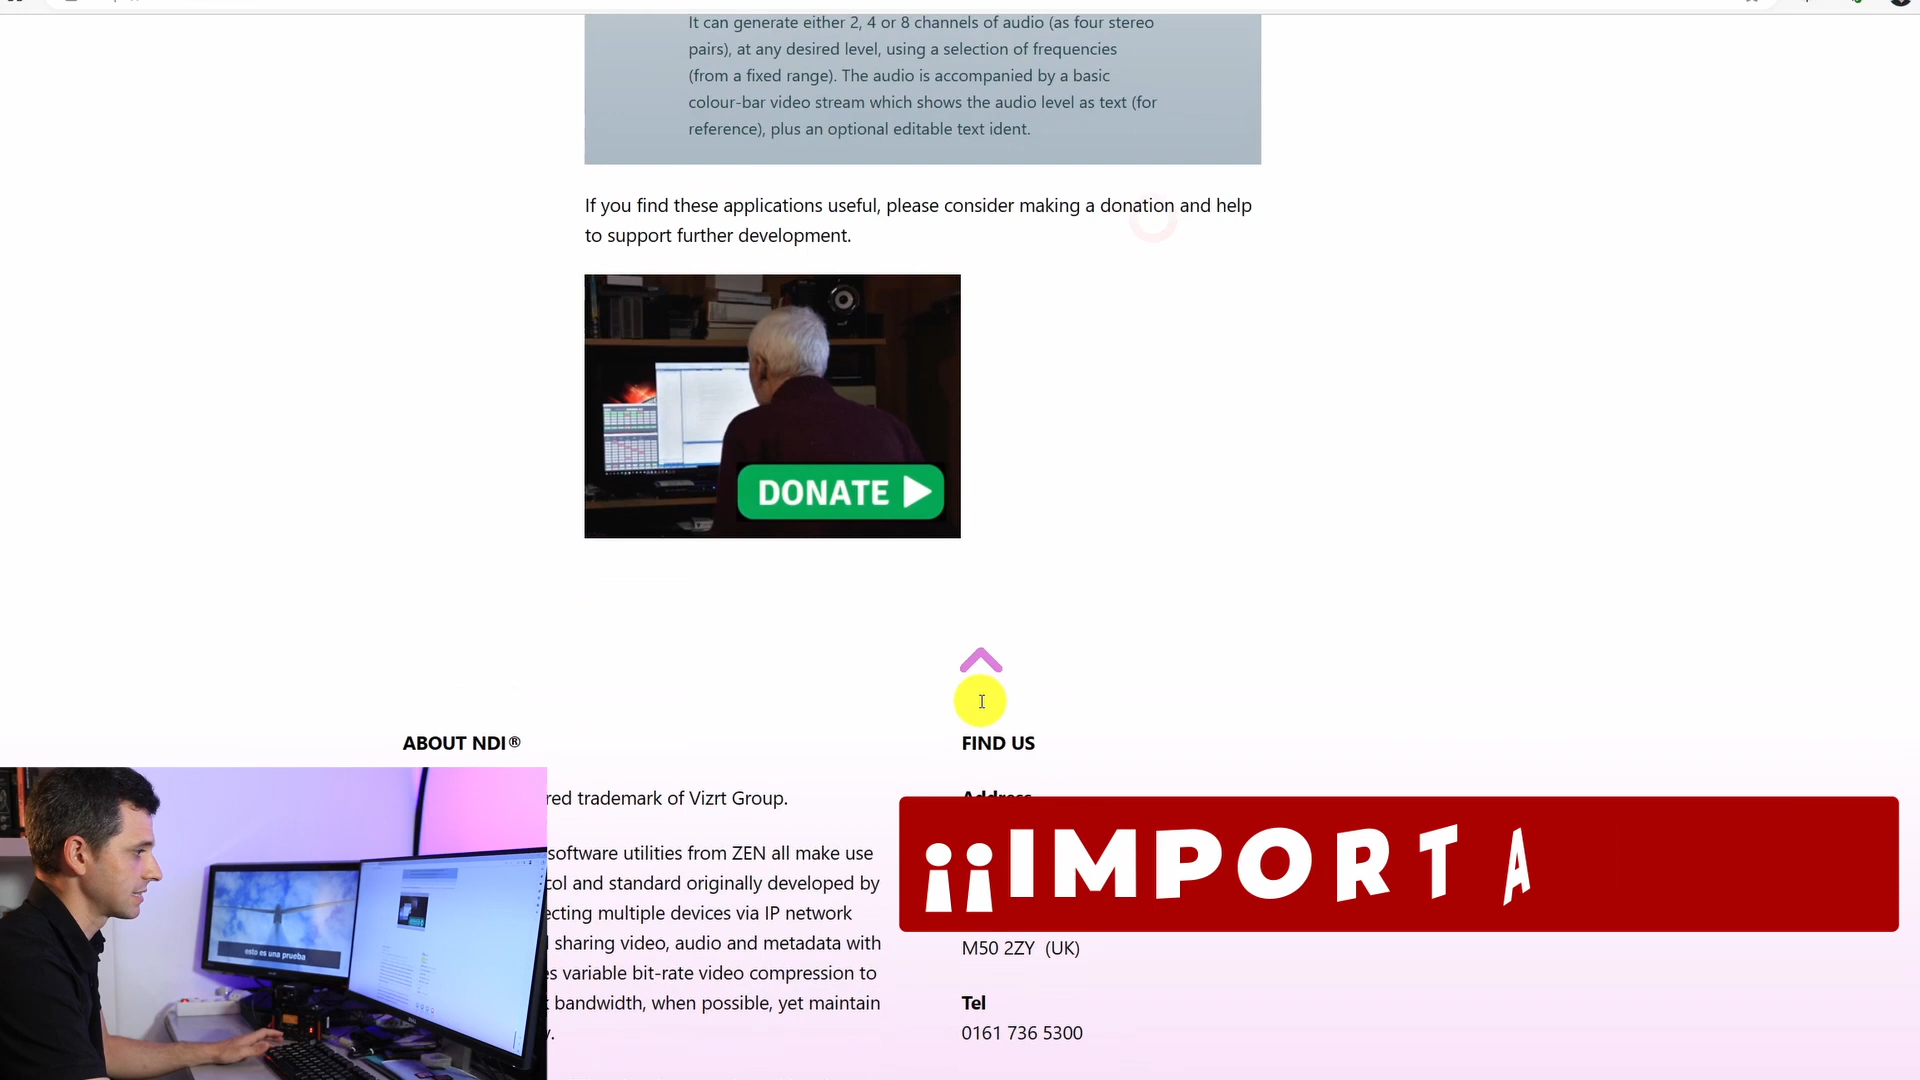 It can generate either 2, 4 or 8 channels of audio (as four stereo
pairs), at any desired level, using a selection of frequencies
(from a fixed range). The audio is accompanied by a basic
colour-bar video stream which shows the audio level as text (for
reference), plus an optional editable text ident.
If you find these applications useful, please consider making a donation and help
to support further development.
DONATE
ABOUT NDI®
red trademark of Vizrt Group.
software utilities from ZEN all make use
col and standard originally developed by
ecting multiple devices via IP network
sharing video, audio and metadata with
es variable bit-rate video compression to
bandwidth, when possible, yet maintain
y.
FIND US
Address
¡¡IMPORTA
M50 2ZY (UK)
Tel
0161 736 5300
esto es una prueba